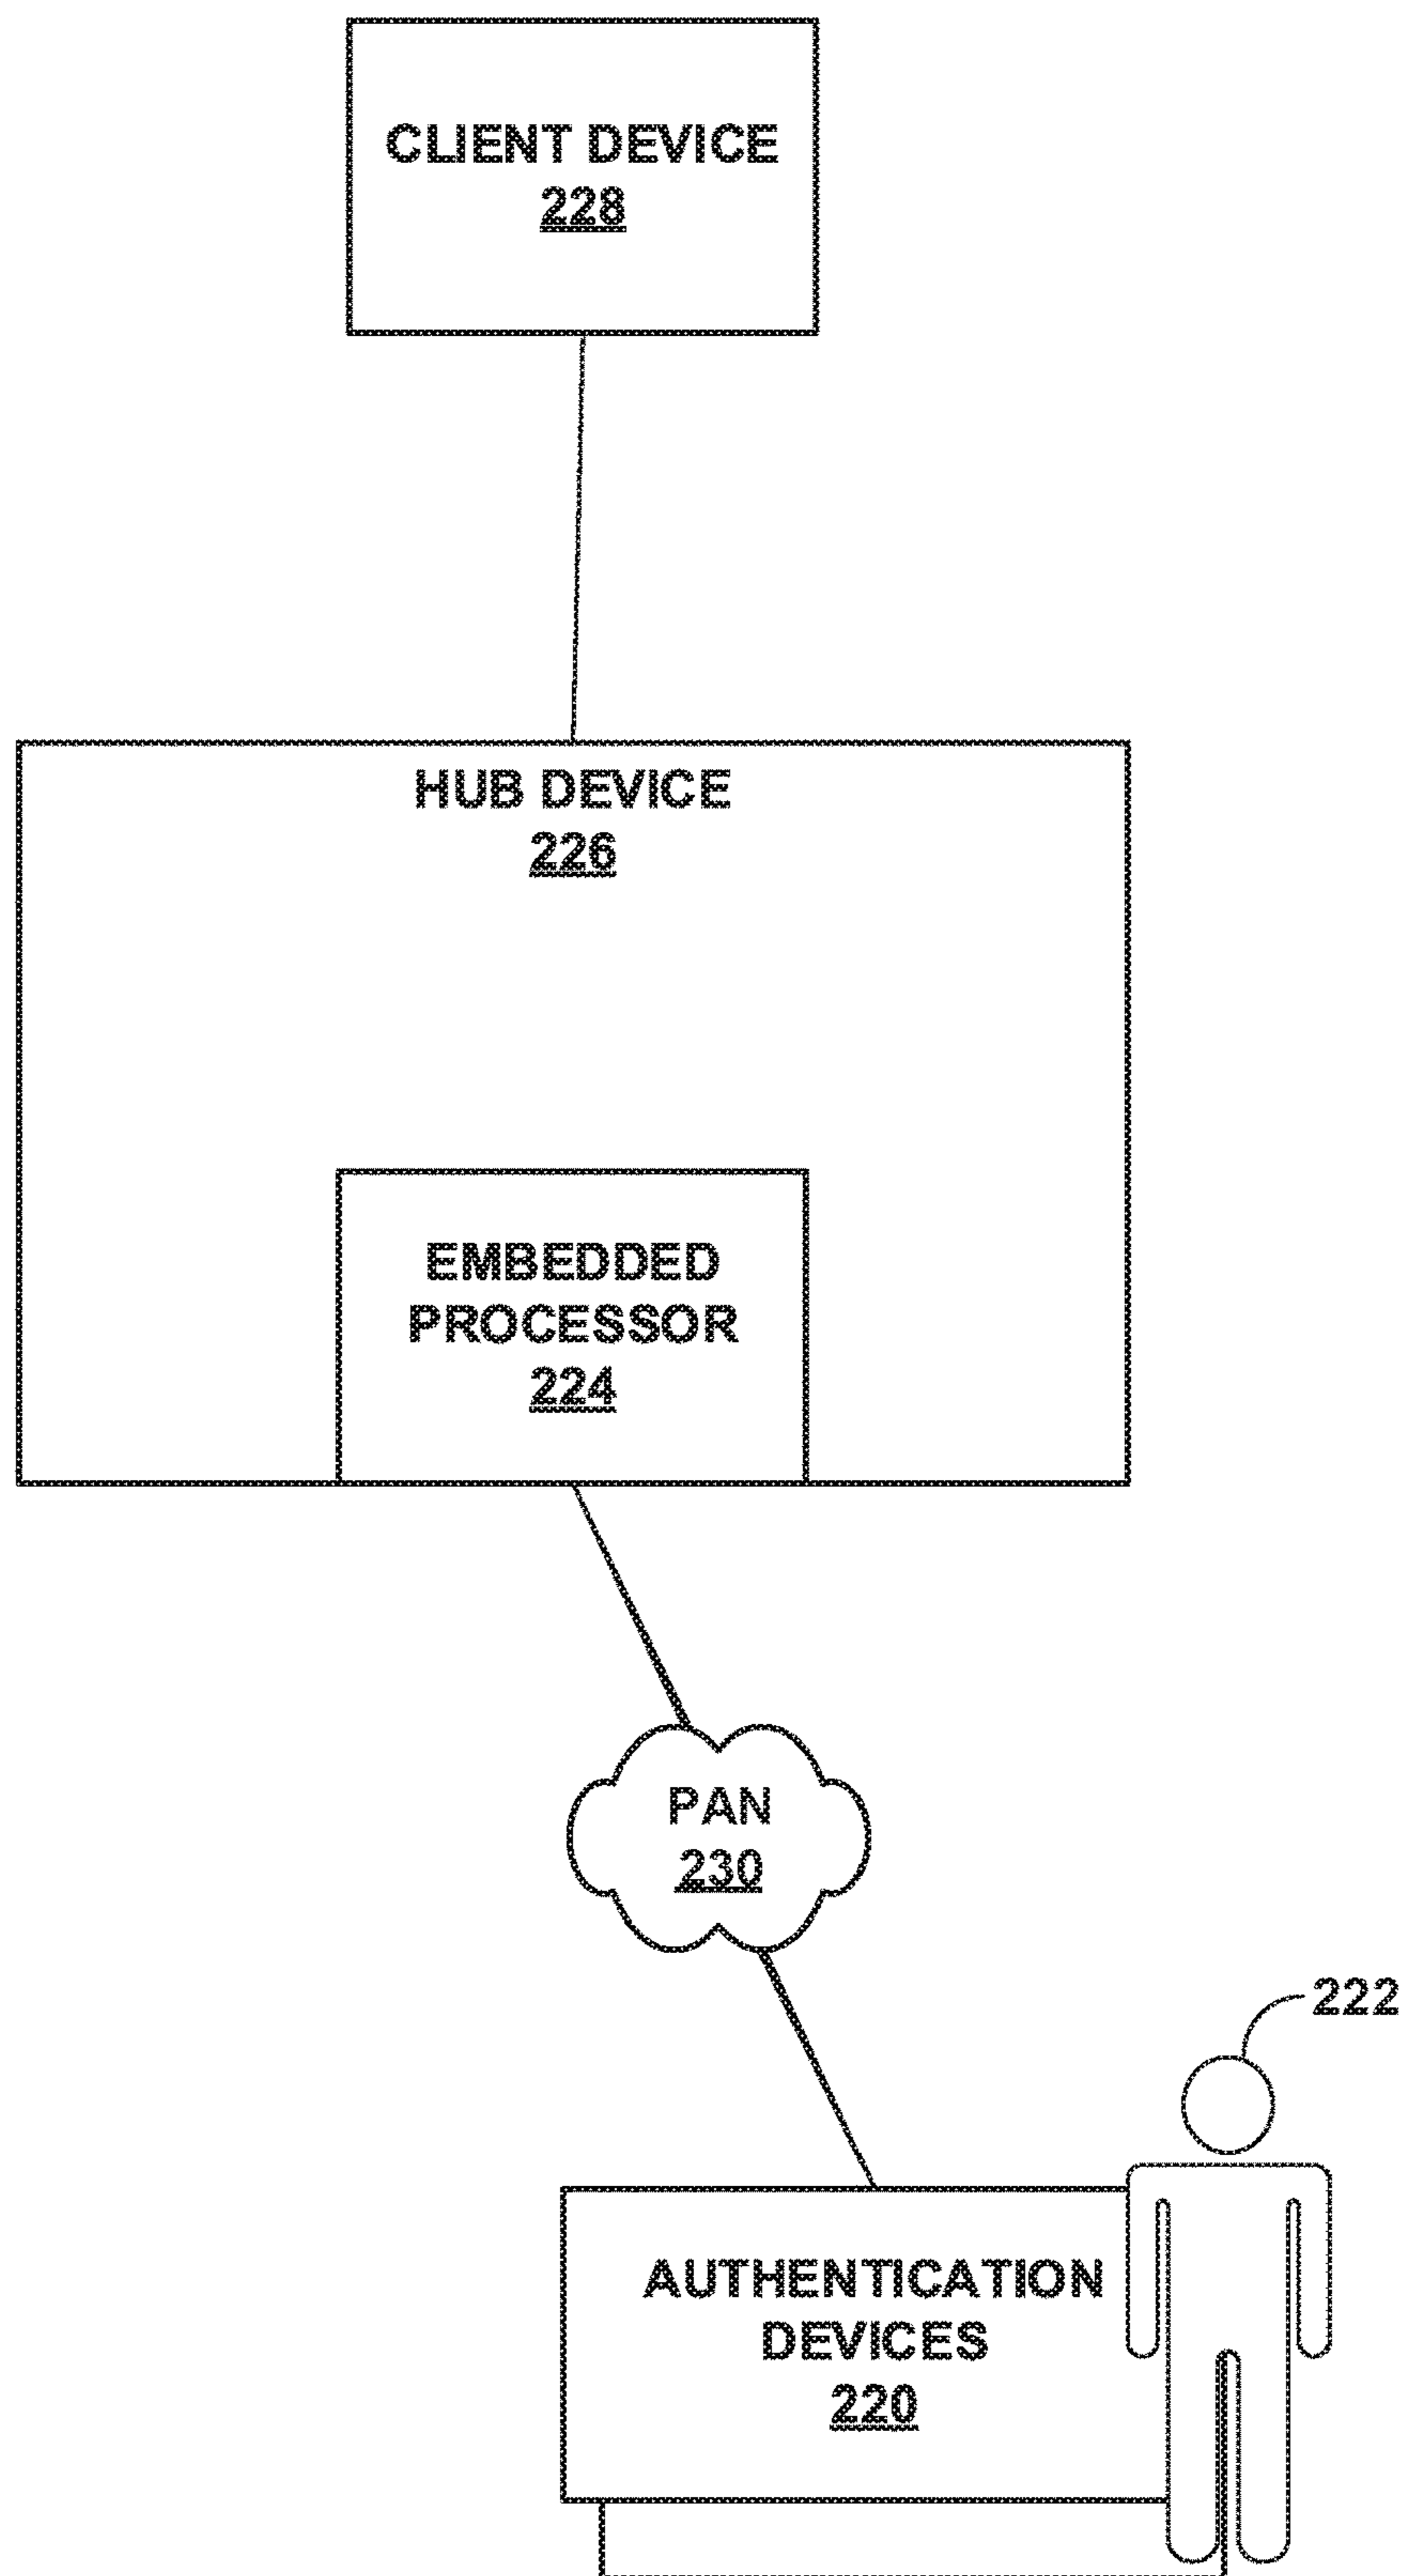 CLIENT DEVICE
228
HUB DEVICE
226
EMBEDDED
PROCESSOR
224
PAN
230
222
AUTHENTICATION
DEVICES
220